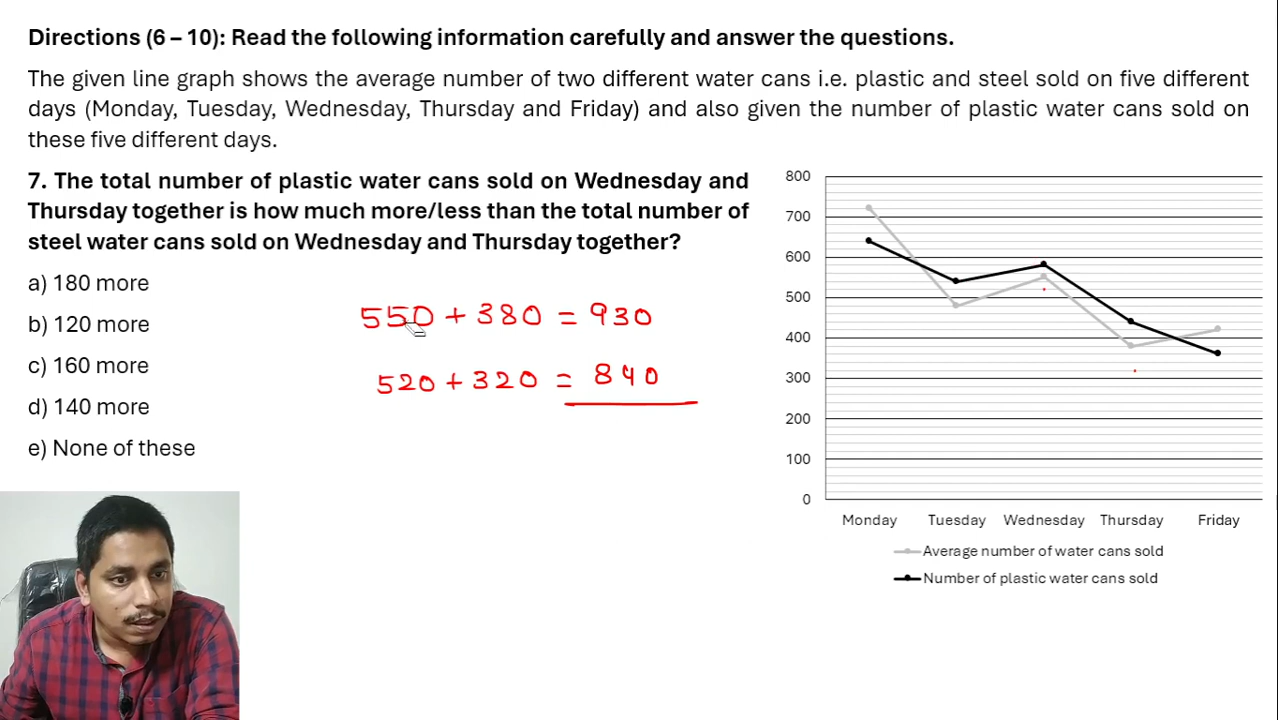 Directions (6 – 10): Read the following information carefully and answer the questions.
The given line graph shows the average number of two different water cans i.e. plastic and steel sold on five different
days (Monday, Tuesday, Wednesday, Thursday and Friday) and also given the number of plastic water cans sold on
these five different days.
7. The total number of plastic water cans sold on Wednesday and
Thursday together is how much more/less than the total number of
steel water cans sold on Wednesday and Thursday together?
a) 180 more
b) 120 more
c) 160 more
d) 140 more
e) None of these
550 + 380 = 930
520 + 320 = 840
800
700
600
500
400
300
200
100
0
Monday Tuesday Wednesday Thursday Friday
Average number of water cans sold
Number of plastic water cans sold